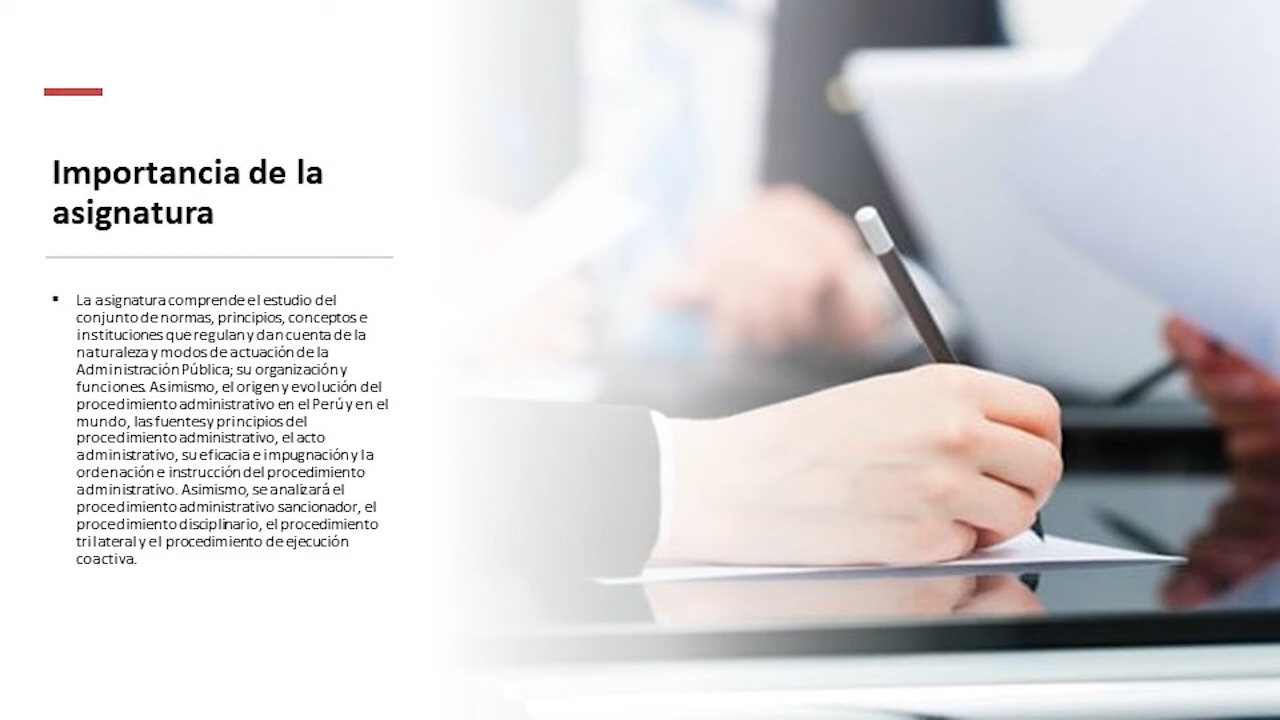 Importancia de la
asignatura
▪ La asignatura comprende el estudio del
conjunto de normas, principios, conceptos e
instituciones que regulan y dan cuenta de la
naturaleza y modos de actuación de la
Administración Pública; su organización y
funciones. Asimismo, el origen y evolución del
procedimiento administrativo en el Perú y en el
mundo, las fuentes y principios del
procedimiento administrativo, el acto
administrativo, su eficacia e impugnación y la
ordenación e instrucción del procedimiento
administrativo. Asimismo, se analizará el
procedimiento administrativo sancionador, el
procedimiento disciplinario, el procedimiento
trilateral y el procedimiento de ejecución
coactiva.